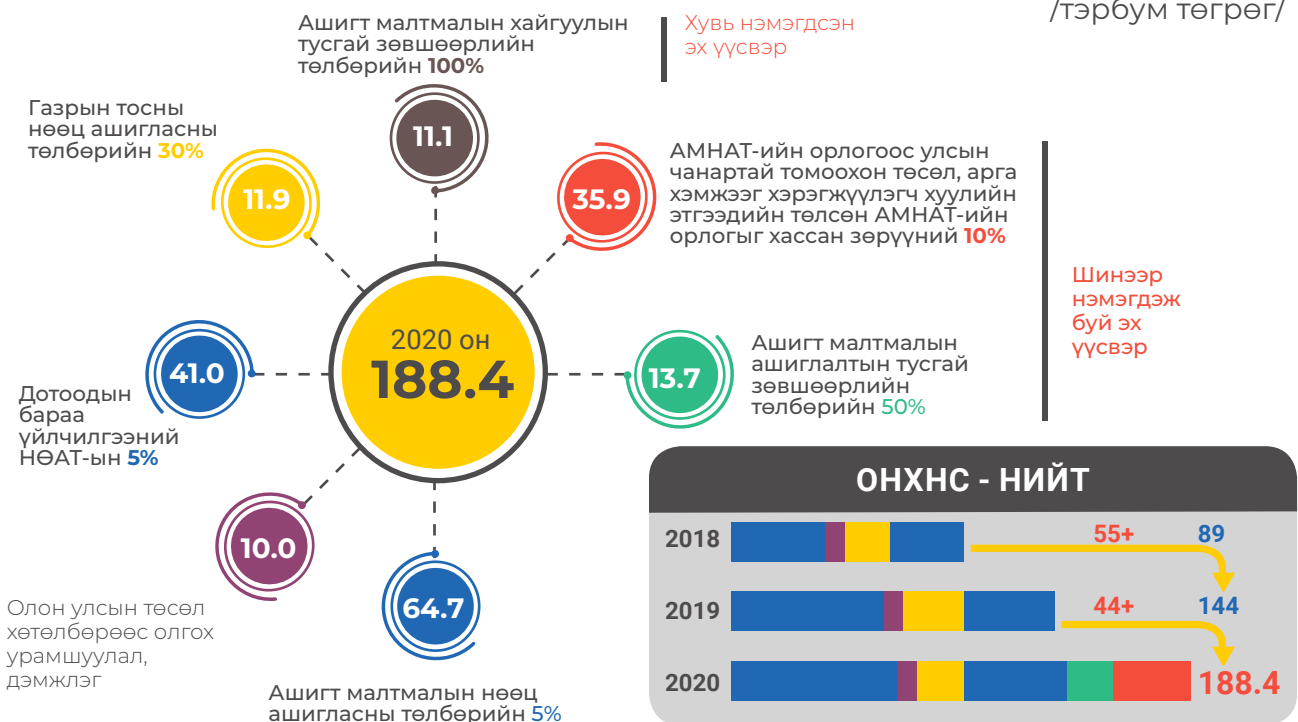 /тэрбум төгрөг/
Ашигт малтмалын хайгуулын
тусгай зөвшөөрлийн
төлбөрийн 100%
Хувь нэмэгдсэн
эх үүсвэр
Газрын тосны
нөөц ашигласны
төлбөрийн 30%
11.1
11.9
35.9
АМНАТ-ийн орлогоос улсын
чанартай томоохон төсөл, арга
хэмжээг хэрэгжүүлэгч хуулийн
этгээдийн төлсөн АМНАТ-ийн
орлогыг хассан зөрүүний 10%
Шинээр
нэмэгдэж
буй эх
үүсвэр
2020 он
188.4
41.0
Дотоодын
бараа
үйлчилгээний
НӨАТ-ын 5%
13.7
Ашигт малтмалын
ашиглалтын тусгай
зөвшөөрлийн
төлбөрийн 50%
10.0
Олон улсын төсөл
хөтөлбөрөөс олгох
урамшуулал,
дэмжлэг
64.7
Ашигт малтмалын нөөц
ашигласны төлбөрийн 5%
ОНХНС - НИЙТ
2018
55+
89
2019
44+
144
2020
188.4